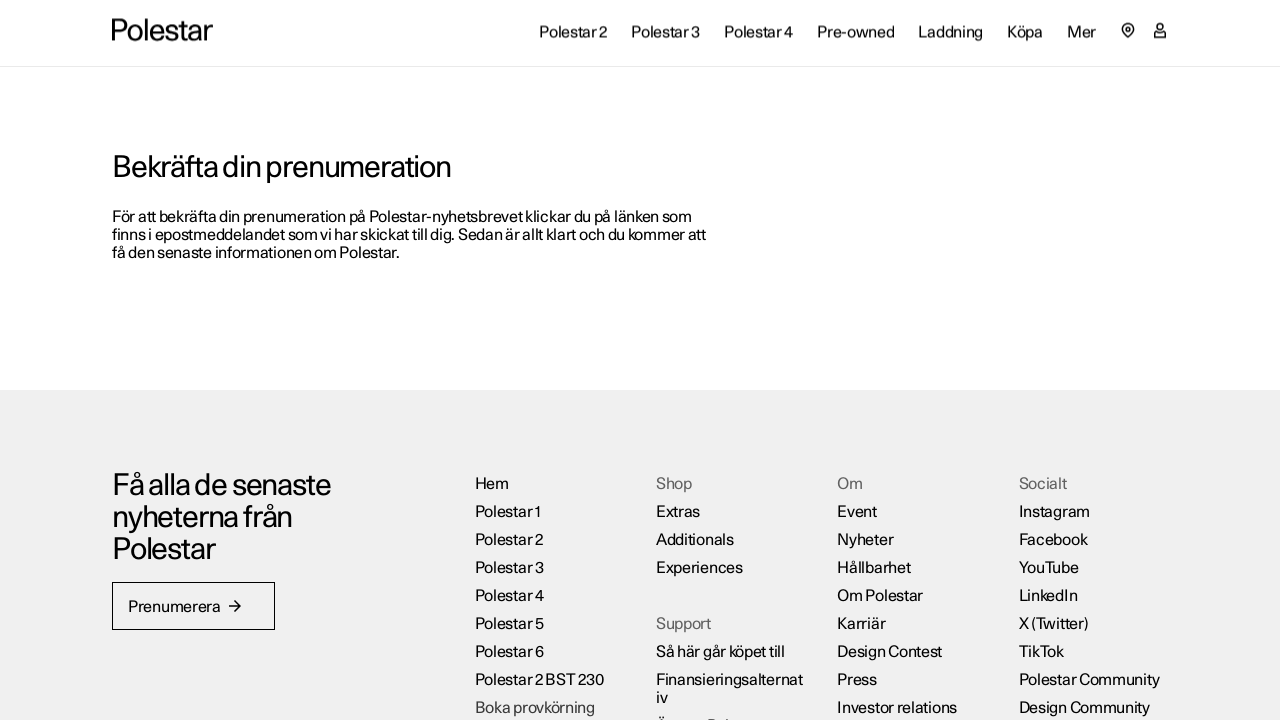 Polestar
Polestar 2
Polestar 3
Polestar 4
Pre-owned
Laddning
Köpa
Mer
Bekräfta din prenumeration
För att bekräfta din prenumeration på Polestar-nyhetsbrevet klickar du på länken som
finns i epostmeddelandet som vi har skickat till dig. Sedan är allt klart och du kommer att
få den senaste informationen om Polestar.
Få alla de senaste
nyheterna från
Polestar
Prenumerera
Hem
Polestar 1
Polestar 2
Polestar 3
Polestar 4
Polestar 5
Polestar 6
Polestar 2 BST 230
Boka provkörning
Shop
Extras
Additionals
Experiences
Support
Så här går köpet till
Finansieringsalternat
iv
Om
Event
Nyheter
Hållbarhet
Om Polestar
Karriär
Design Contest
Press
Investor relations
Socialt
Instagram
Facebook
YouTube
LinkedIn
X (Twitter)
TikTok
Polestar Community
Design Community